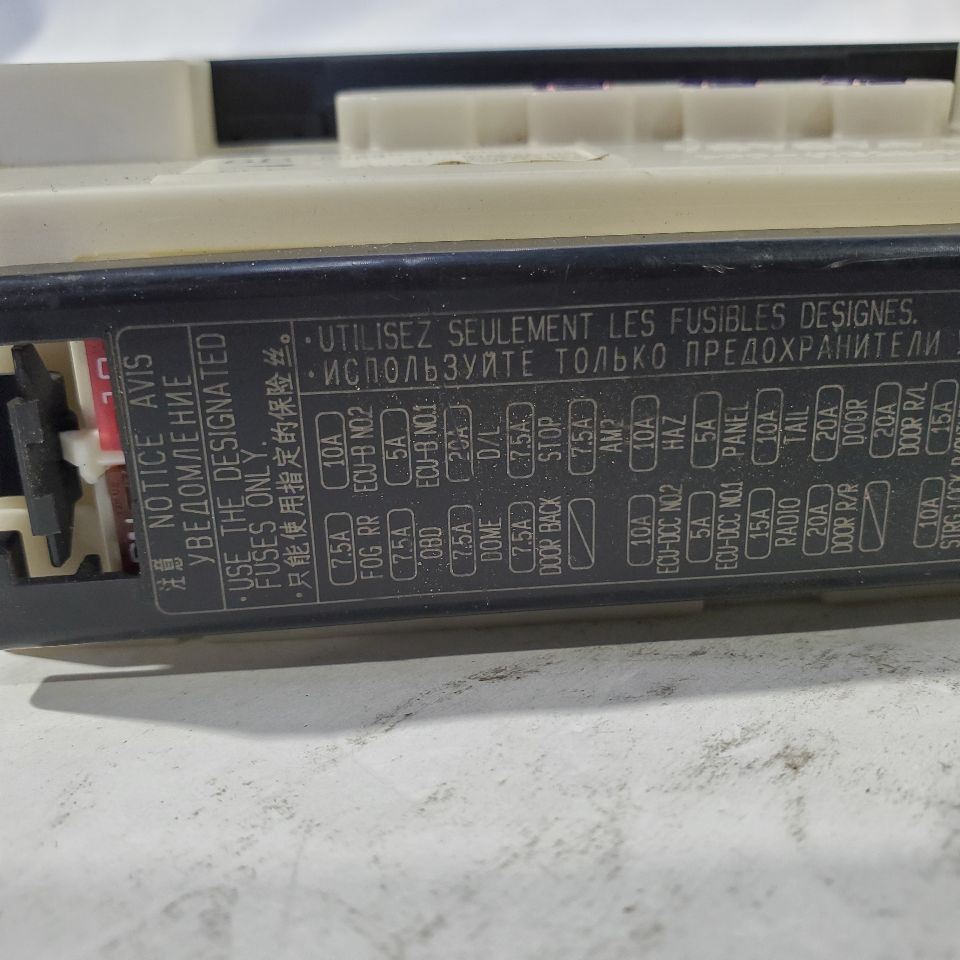 注意 NOTICE AVIS
УВЕДОМЛЕНИЕ
·USE THE DESIGNATED
FUSES ONLY.
·只能使用指定的保险丝。
·UTILISEZ SEULEMENT LES FUSIBLES DESIGNES.
·ИСПОЛЬЗУЙТЕ ТОЛЬКО ПРЕДОХРАНИТЕЛИ
10A
ECU-B NO.2
5A
ECU-B NO.1
20A
D/L
7.5A
STOP
7.5A
AM2
10A
HAZ
5A
PANEL
10A
TAIL
20A
DOOR
20A
DOOR R/L
15A
7.5A
FOG RR
7.5A
OBD
7.5A
DOME
7.5A
DOOR BACK
10A
ECU-DCC NO.2
5A
ECU-DCC NO.1
15A
RADIO
20A
DOOR R/R
10A
STRG-LOCK
10